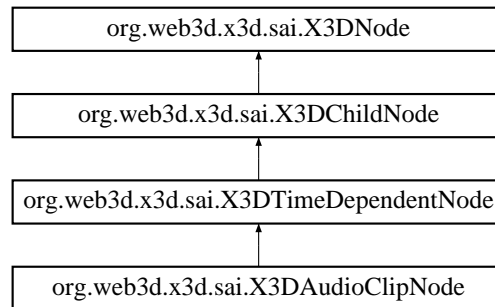 org.web3d.x3d.sai.X3DNode
org.web3d.x3d.sai.X3DChildNode
org.web3d.x3d.sai.X3DTimeDependentNode
org.web3d.x3d.sai.X3DAudioClipNode